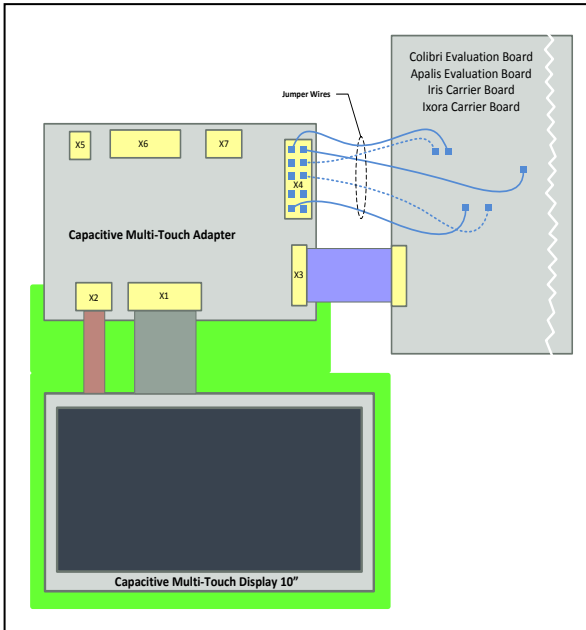 Colibri Evaluation Board
Apalis Evaluation Board
Iris Carrier Board
Ixora Carrier Board
Jumper Wires
X5
X6
X7
X4
Capacitive Multi-Touch Adapter
X3
X2
X1
Capacitive Multi-Touch Display 10”